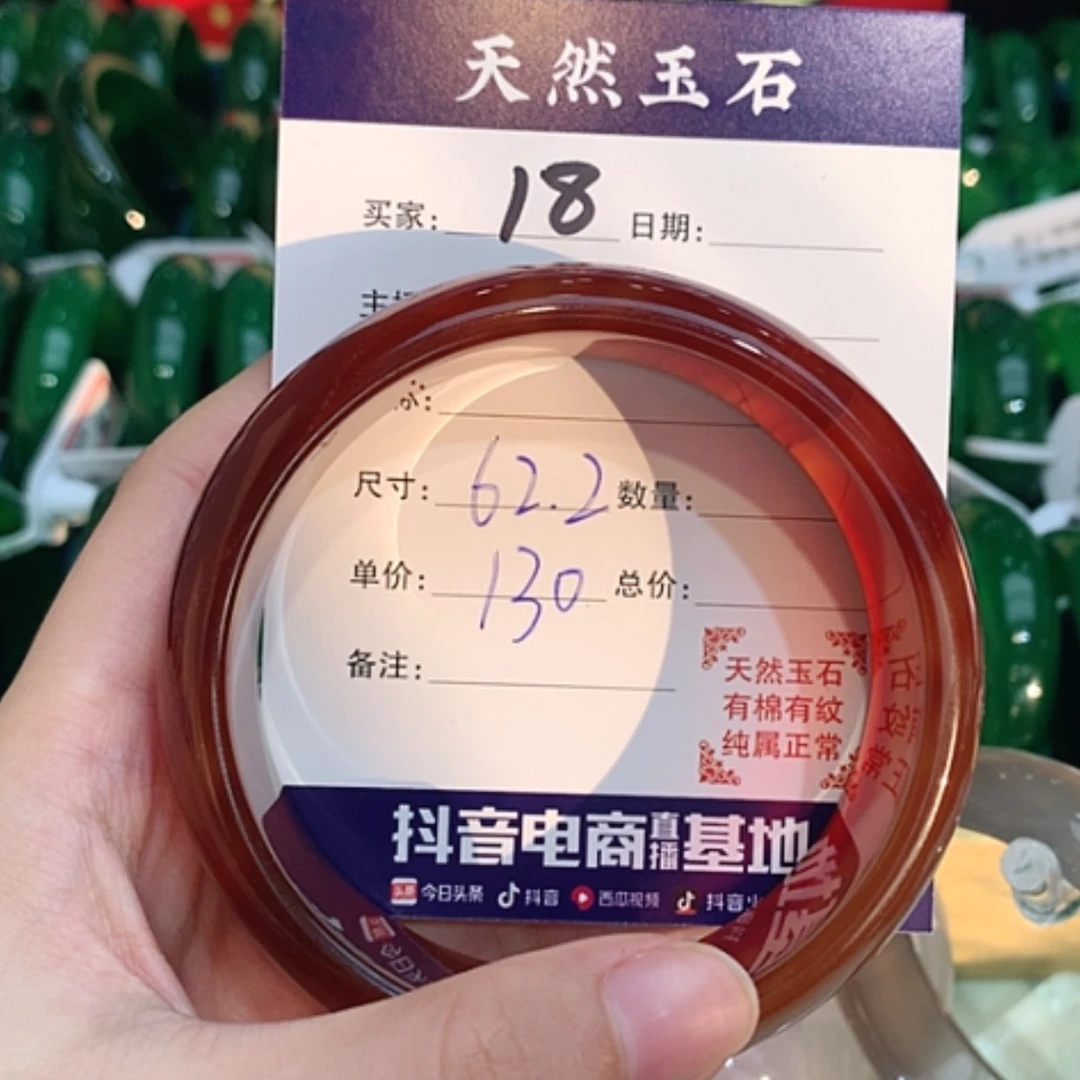 天然玉石
买家: 18 日期:
尺寸: 62.2 数量:
单价: 130 总价:
备注:
天然玉石
有棉有纹
纯属正常
抖音电商直播基地
今日头条 抖音 西瓜视频 抖音火